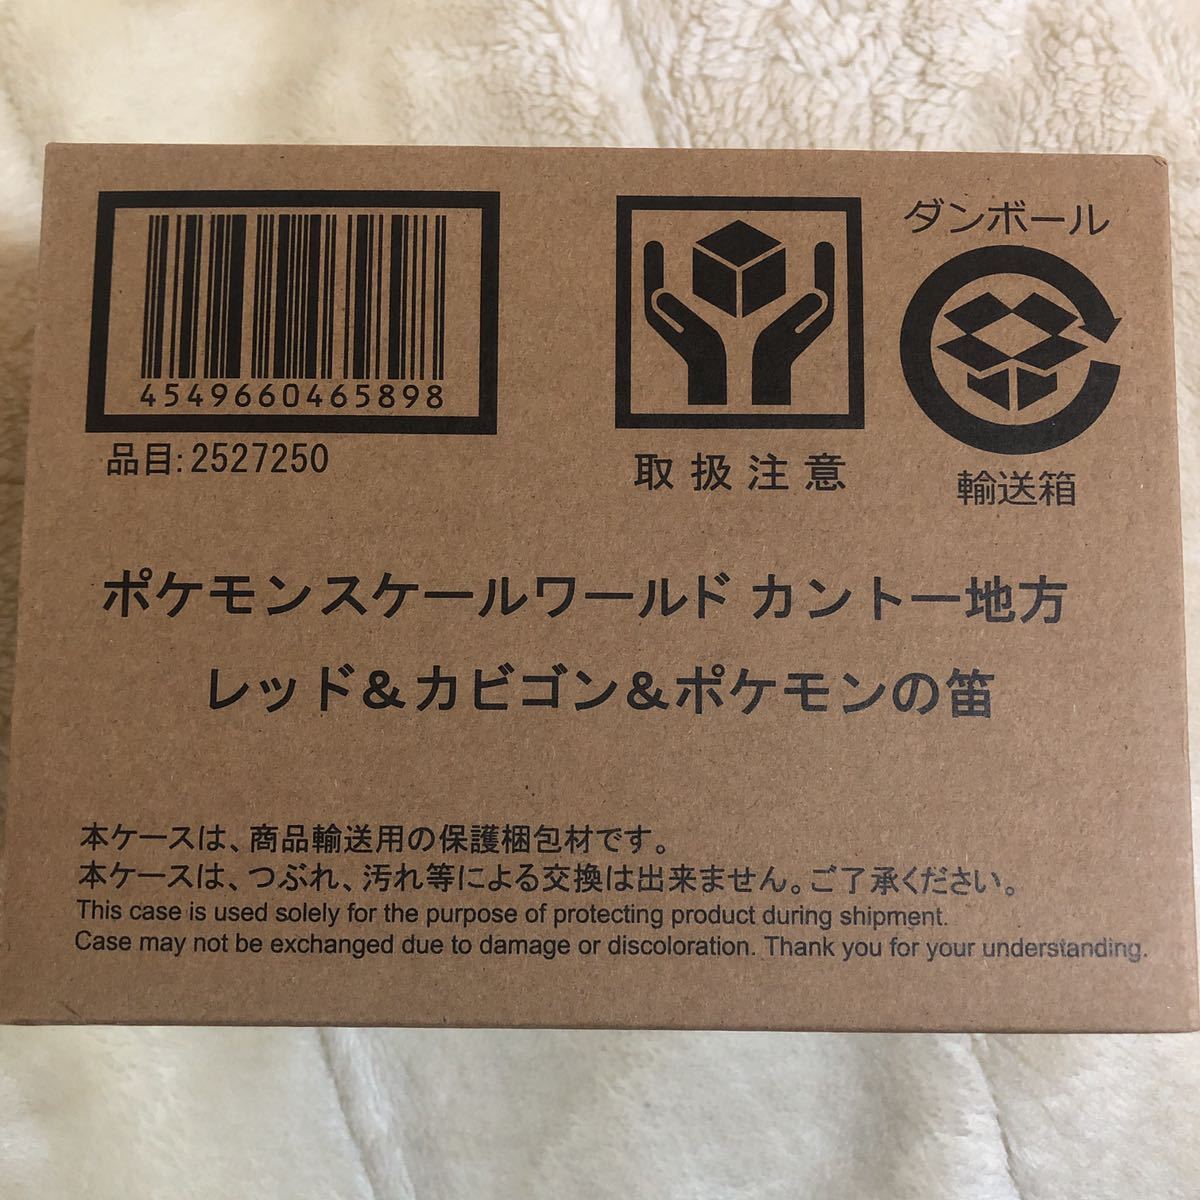 4549660465898
品目:2527250
取扱注意
ダンボール
輸送箱
ポケモンスケールワールド カントー地方
レッド&カビゴン&ポケモンの笛
本ケースは、商品輸送用の保護梱包材です。
本ケースは、つぶれ、汚れ等による交換は出来ません。ご了承ください。
This case is used solely for the purpose of protecting product during shipment.
Case may not be exchanged due to damage or discoloration. Thank you for your understanding.